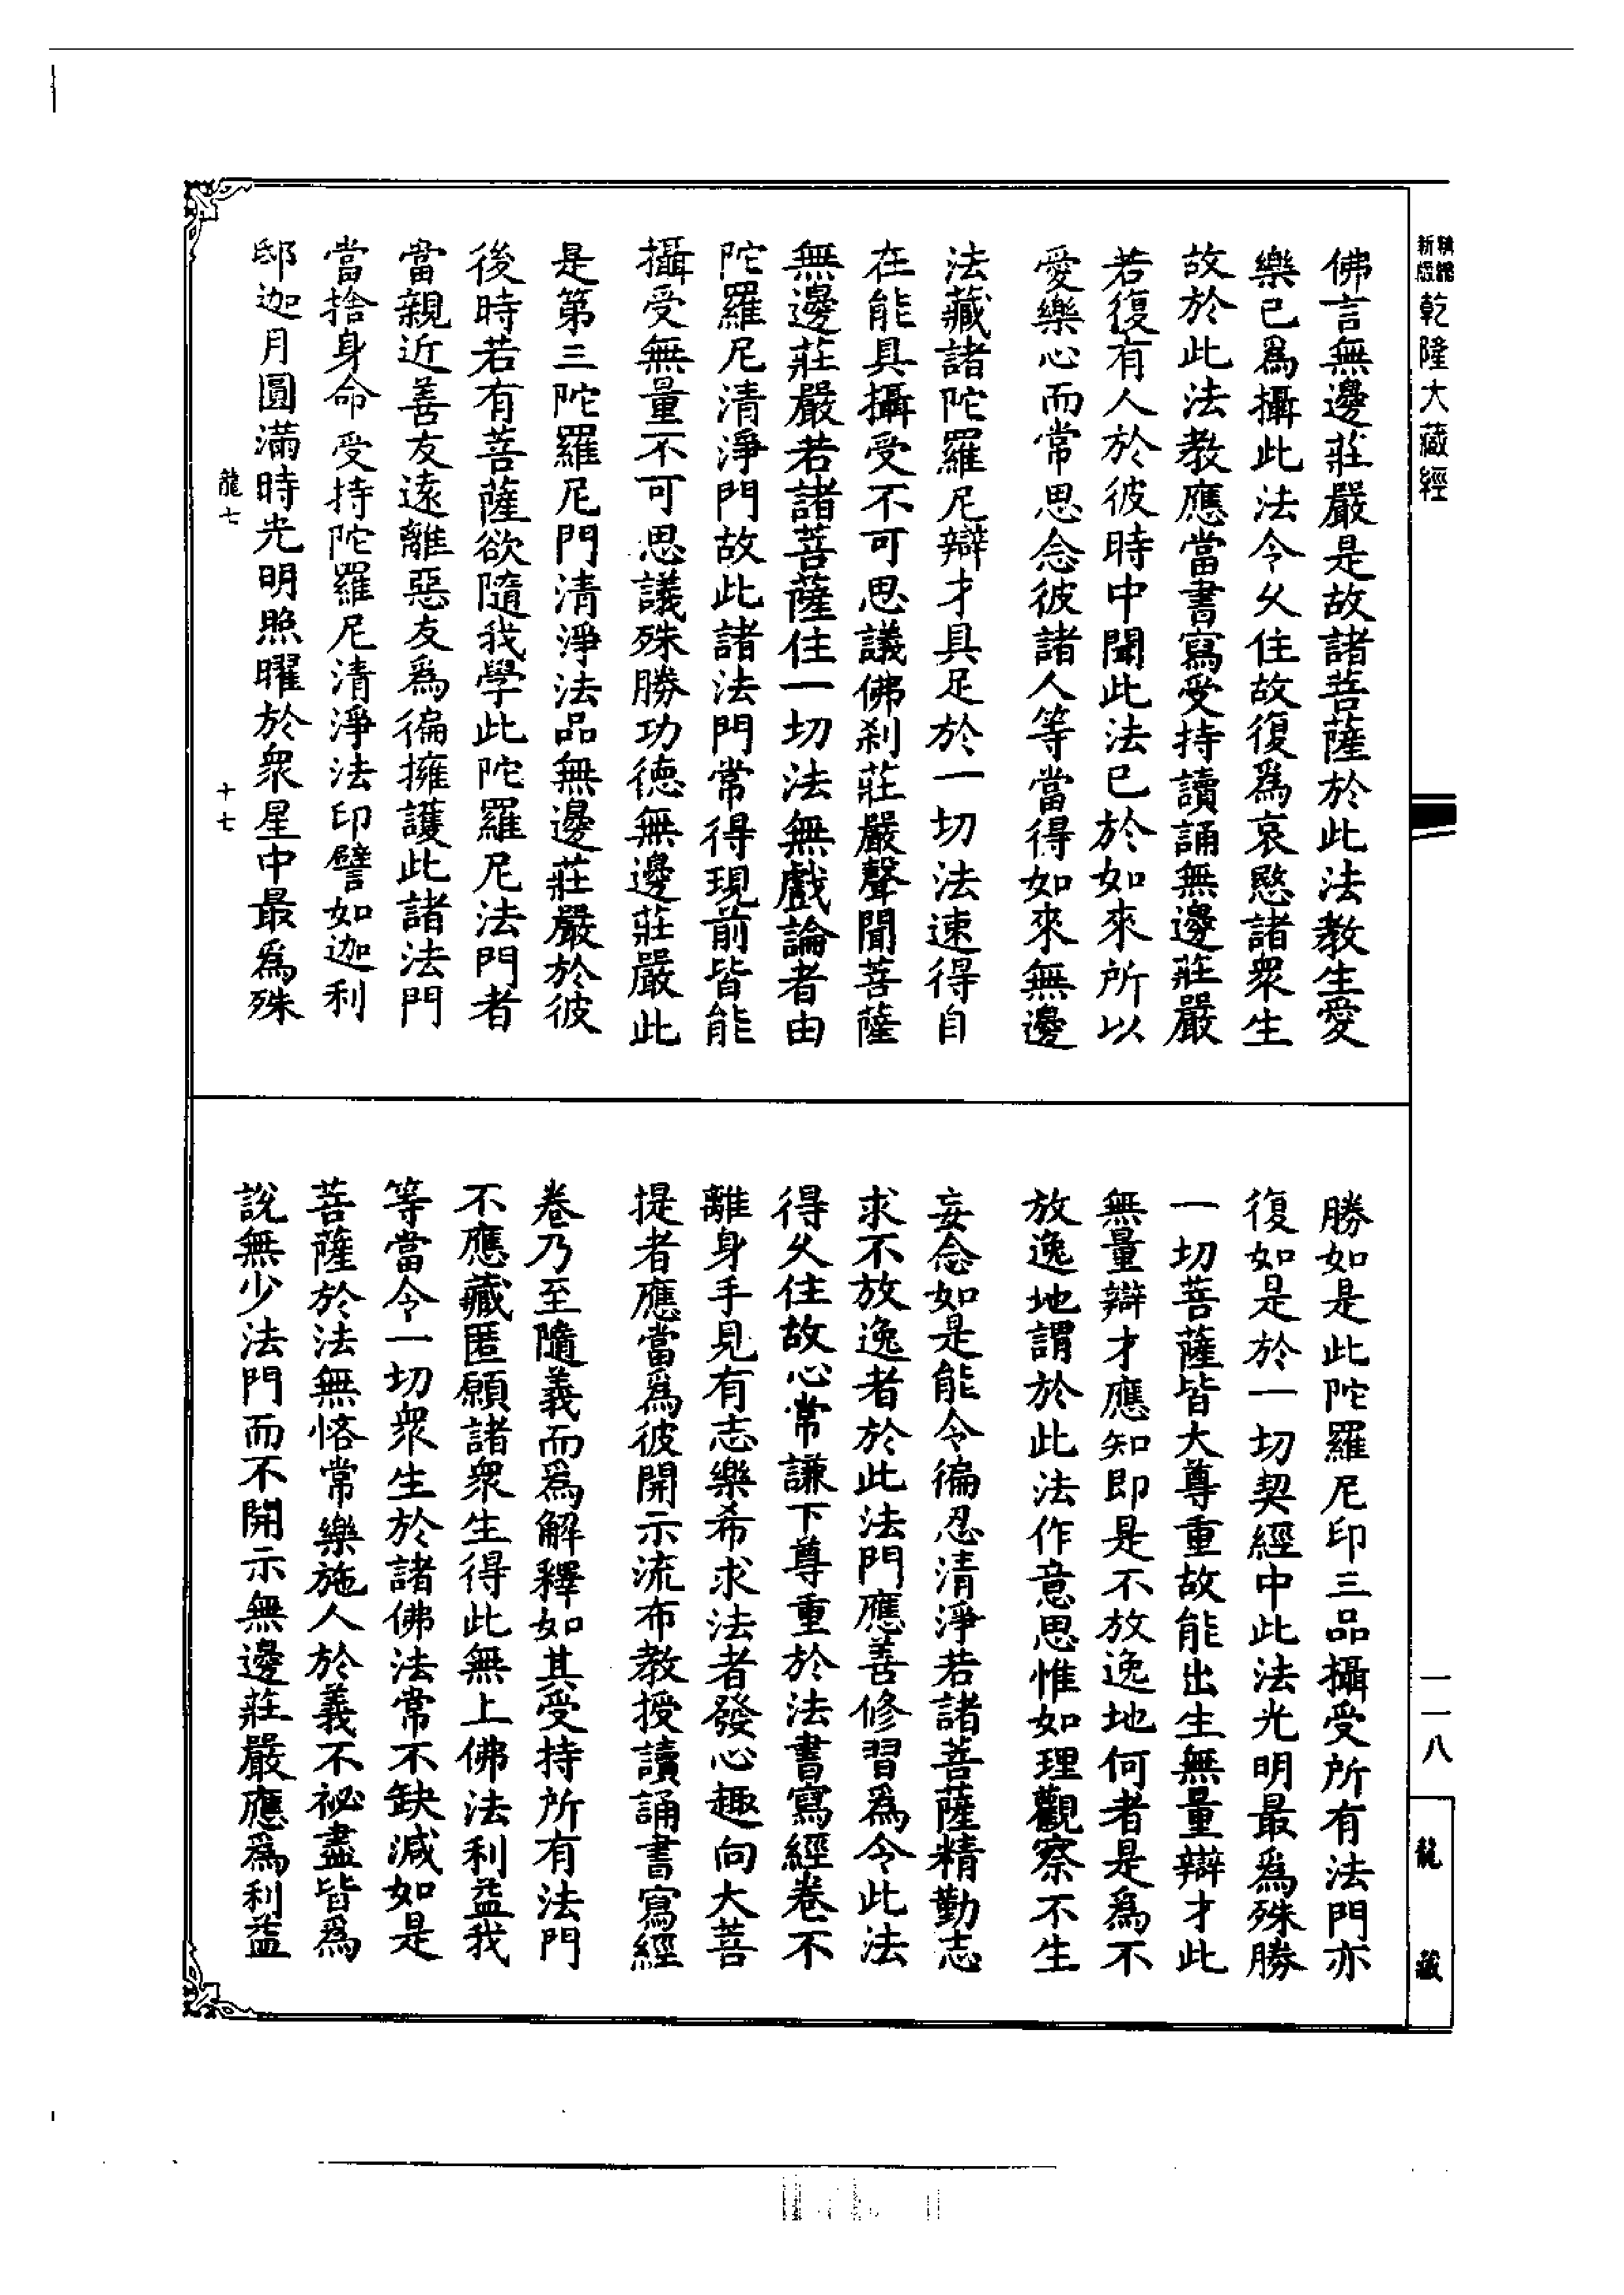 新編縮本乾隆大藏經
佛言無邊莊嚴是故諸菩薩於此法教生愛
樂已爲攝此法令久住故復爲哀愍諸衆生
故於此法教應當書寫受持讀誦無邊莊嚴
若復有人於彼時中聞此法已於如來所以
愛樂心而常思念彼諸人等當得如來無邊
法藏諸陀羅尼辯才具足於一切法速得自
在能具攝受不可思議佛刹莊嚴聲聞菩薩
無邊莊嚴若諸菩薩住一切法無戲論者由
陀羅尼清淨門故此諸法門常得現前皆能
攝受無量不可思議殊勝功德無邊莊嚴此
是第三陀羅尼門清淨法品無邊莊嚴於彼
後時若有菩薩欲隨我學此陀羅尼法門者
當親近善友遠離惡友爲徧擁護此諸法門
當捨身命受持陀羅尼清淨法印譬如迦利
邸迦月圓滿時光明照曜於衆星中最爲殊
龍七 十七
勝如是此陀羅尼印三品攝受所有法門亦
復如是於一切契經中此法光明最爲殊勝
一切菩薩皆大尊重故能出生無量辯才此
無量辯才應知即是不放逸地何者是爲不
放逸地謂於此法作意思惟如理觀察不生
妄念如是能令徧忍清淨若諸菩薩精勤志
求不放逸者於此法門應善修習爲令此法
得久住故心常謙下尊重於法書寫經卷不
離身手見有志樂希求法者發心趣向大菩
提者應當爲彼開示流布教授讀誦書寫經
卷乃至隨義而爲解釋如其受持所有法門
不應藏匿願諸衆生得此無上佛法利益我
等當令一切衆生於諸佛法常不缺減如是
菩薩於法無悋常樂施人於義不祕盡皆爲
說無少法門而不開示無邊莊嚴應爲利益
一一八
龍藏